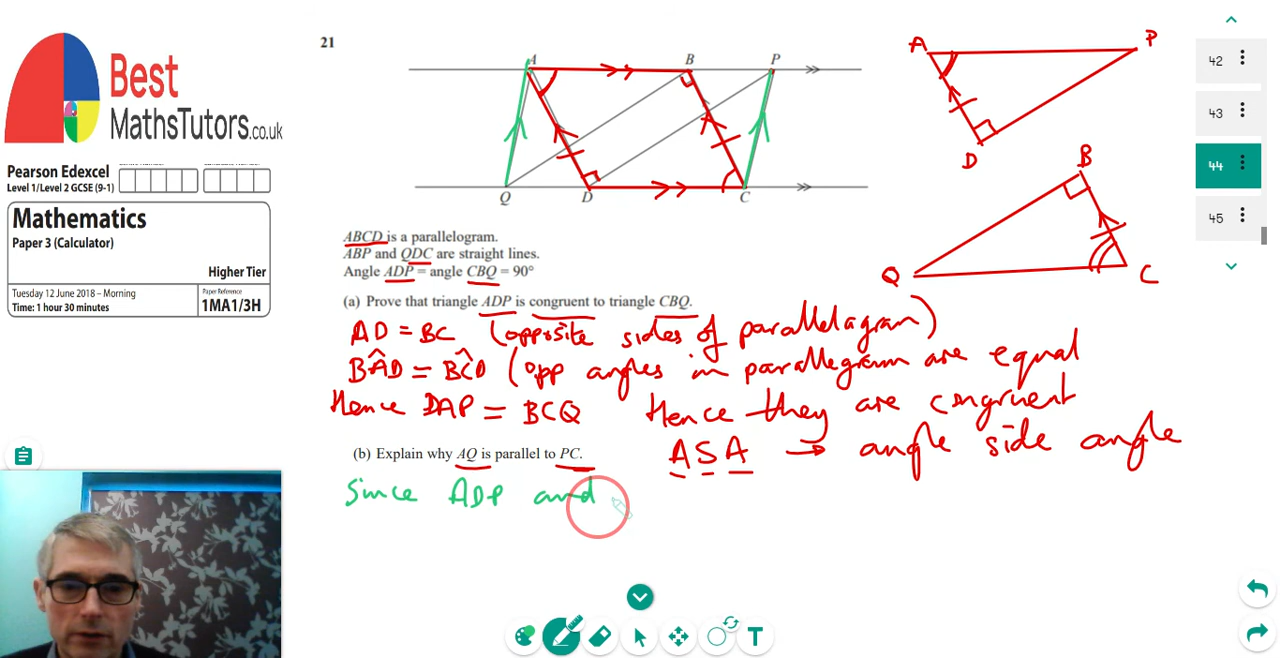 Best
MathsTutors.co.uk
Pearson Edexcel
Level 1/Level 2 GCSE (9-1)
Mathematics
Paper 3 (Calculator)
Higher Tier
Tuesday 12 June 2018 – Morning
Time: 1 hour 30 minutes
Paper Reference
1MA1/3H
21
A B P
Q D C
A P
D
B
Q C
ABCD is a parallelogram.
ABP and QDC are straight lines.
Angle ADP = angle CBQ = 90°
(a) Prove that triangle ADP is congruent to triangle CBQ.
AD = BC (opposite sides of parallelagram)
BÂD = BĈD (opp angles in parallegram are equal
Hence DAP = BCQ Hence they are congruent
ASA → angle side angle
(b) Explain why AQ is parallel to PC.
Since ADP and
42
43
44
45
T